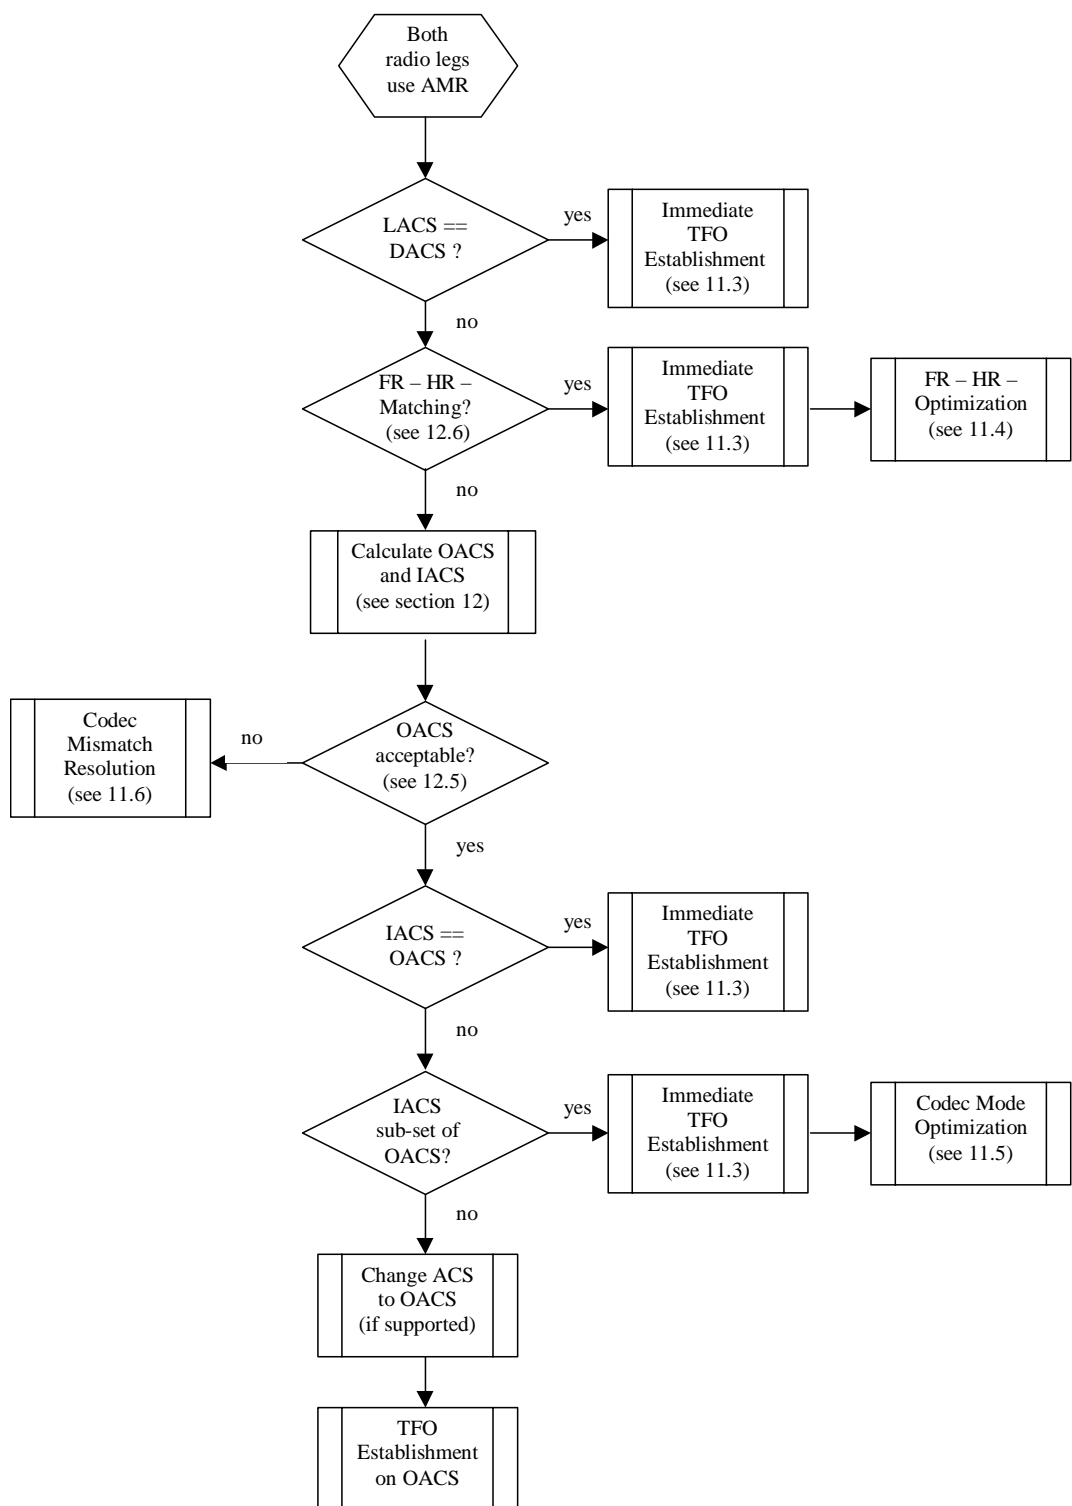 Both
radio legs
use AMR
LACS ==
DACS ?
yes
Immediate
TFO
Establishment
(see 11.3)
no
FR – HR –
Matching?
(see 12.6)
yes
Immediate
TFO
Establishment
(see 11.3)
FR – HR –
Optimization
(see 11.4)
no
Calculate OACS
and IACS
(see section 12)
OACS
acceptable?
(see 12.5)
no
Codec
Mismatch
Resolution
(see 11.6)
yes
IACS ==
OACS ?
yes
Immediate
TFO
Establishment
(see 11.3)
no
IACS
sub-set of
OACS?
yes
Immediate
TFO
Establishment
(see 11.3)
Codec Mode
Optimization
(see 11.5)
no
Change ACS
to OACS
(if supported)
TFO
Establishment
on OACS